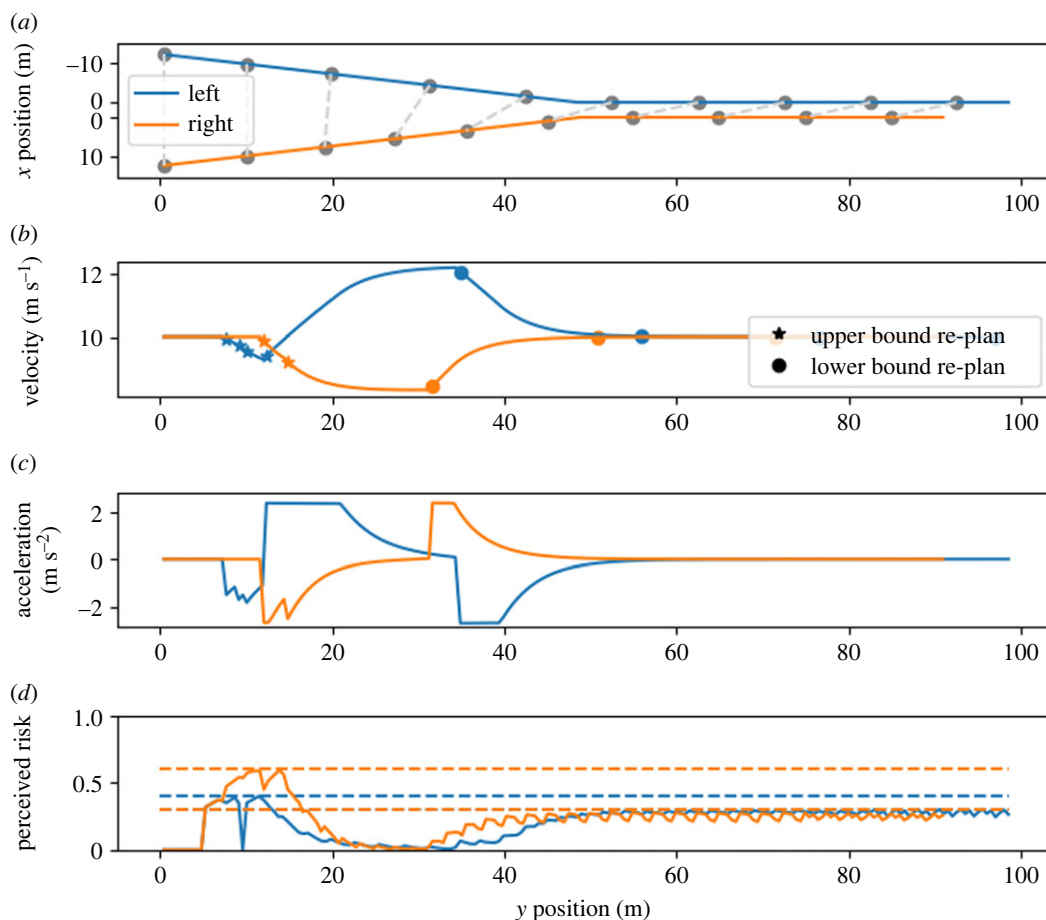 (a)
x position (m)
–10
0
0
10
left
right
0 20 40 60 80 100
(b)
velocity (m s⁻¹)
12
10
upper bound re-plan
lower bound re-plan
0 20 40 60 80 100
(c)
acceleration
(m s⁻²)
2
0
–2
0 20 40 60 80 100
(d)
perceived risk
1.0
0.5
0
0 20 40 60 80 100
y position (m)